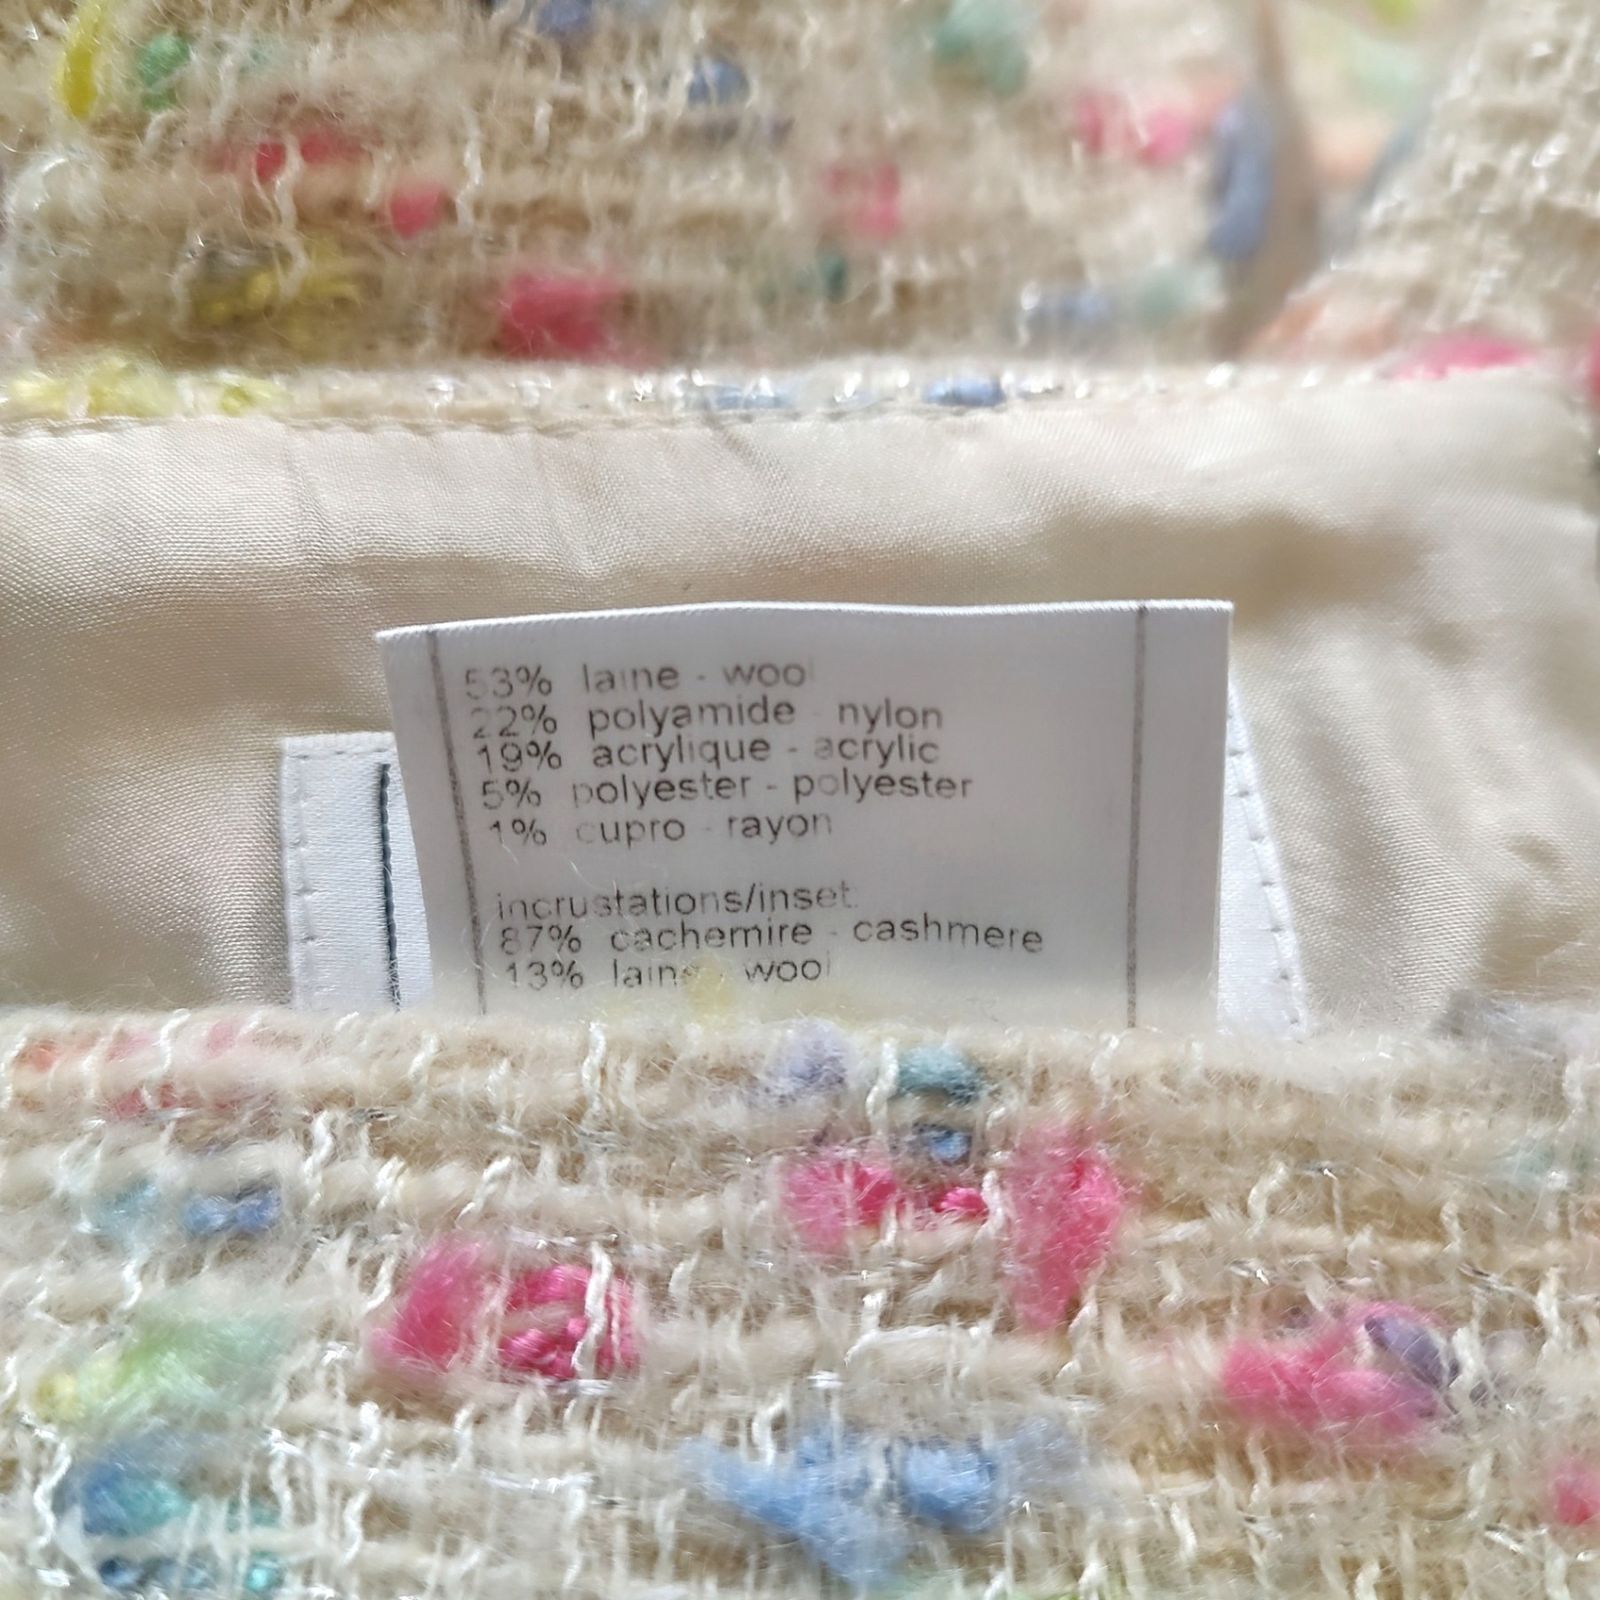 53% laine - wool
22% polyamide - nylon
19% acrylique - acrylic
5% polyester - polyester
1% cupro - rayon
incrustations/inset:
87% cachemire - cashmere
13% laine - wool